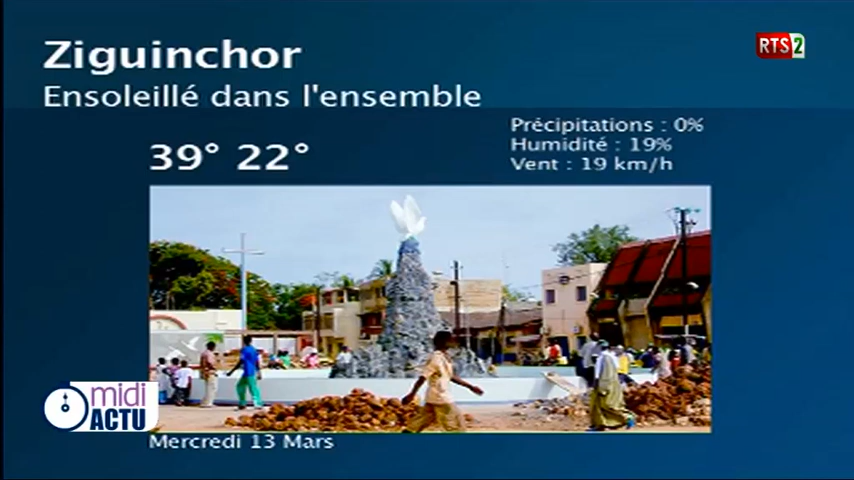 Ziguinchor
RTS2
Ensoleillé dans l'ensemble
39° 22°
Précipitations : 0%
Humidité : 19%
Vent : 19 km/h
midi
ACTU
Mercredi 13 Mars